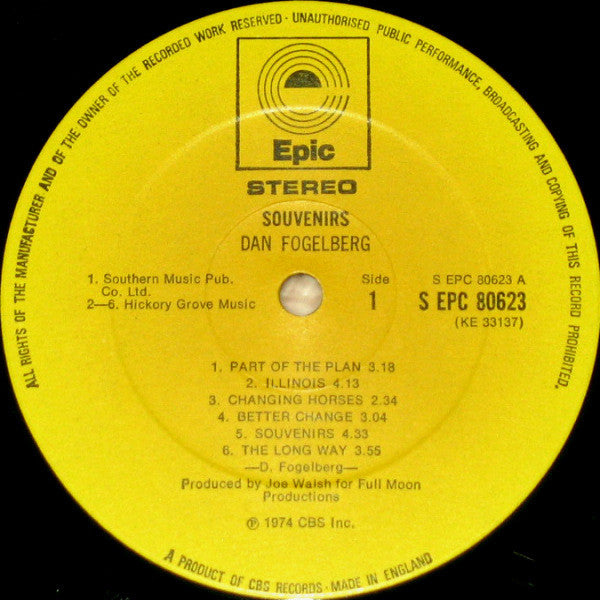 ALL RIGHTS OF THE MANUFACTURER AND OF THE OWNER OF THE RECORDED WORK RESERVED · UNAUTHORISED PUBLIC PERFORMANCE, BROADCASTING AND COPYING OF THIS RECORD PROHIBITED.
Epic
STEREO
SOUVENIRS
DAN FOGELBERG
1. Southern Music Pub.
Co. Ltd.
2—6. Hickory Grove Music
Side
1
S EPC 80623 A
S EPC 80623
(KE 33137)
1. PART OF THE PLAN 3.18
2. ILLINOIS 4.13
3. CHANGING HORSES 2.34
4. BETTER CHANGE 3.04
5. SOUVENIRS 4.33
6. THE LONG WAY 3.55
—D. Fogelberg—
Produced by Joe Walsh for Full Moon
Productions
℗ 1974 CBS Inc.
A PRODUCT OF CBS RECORDS · MADE IN ENGLAND